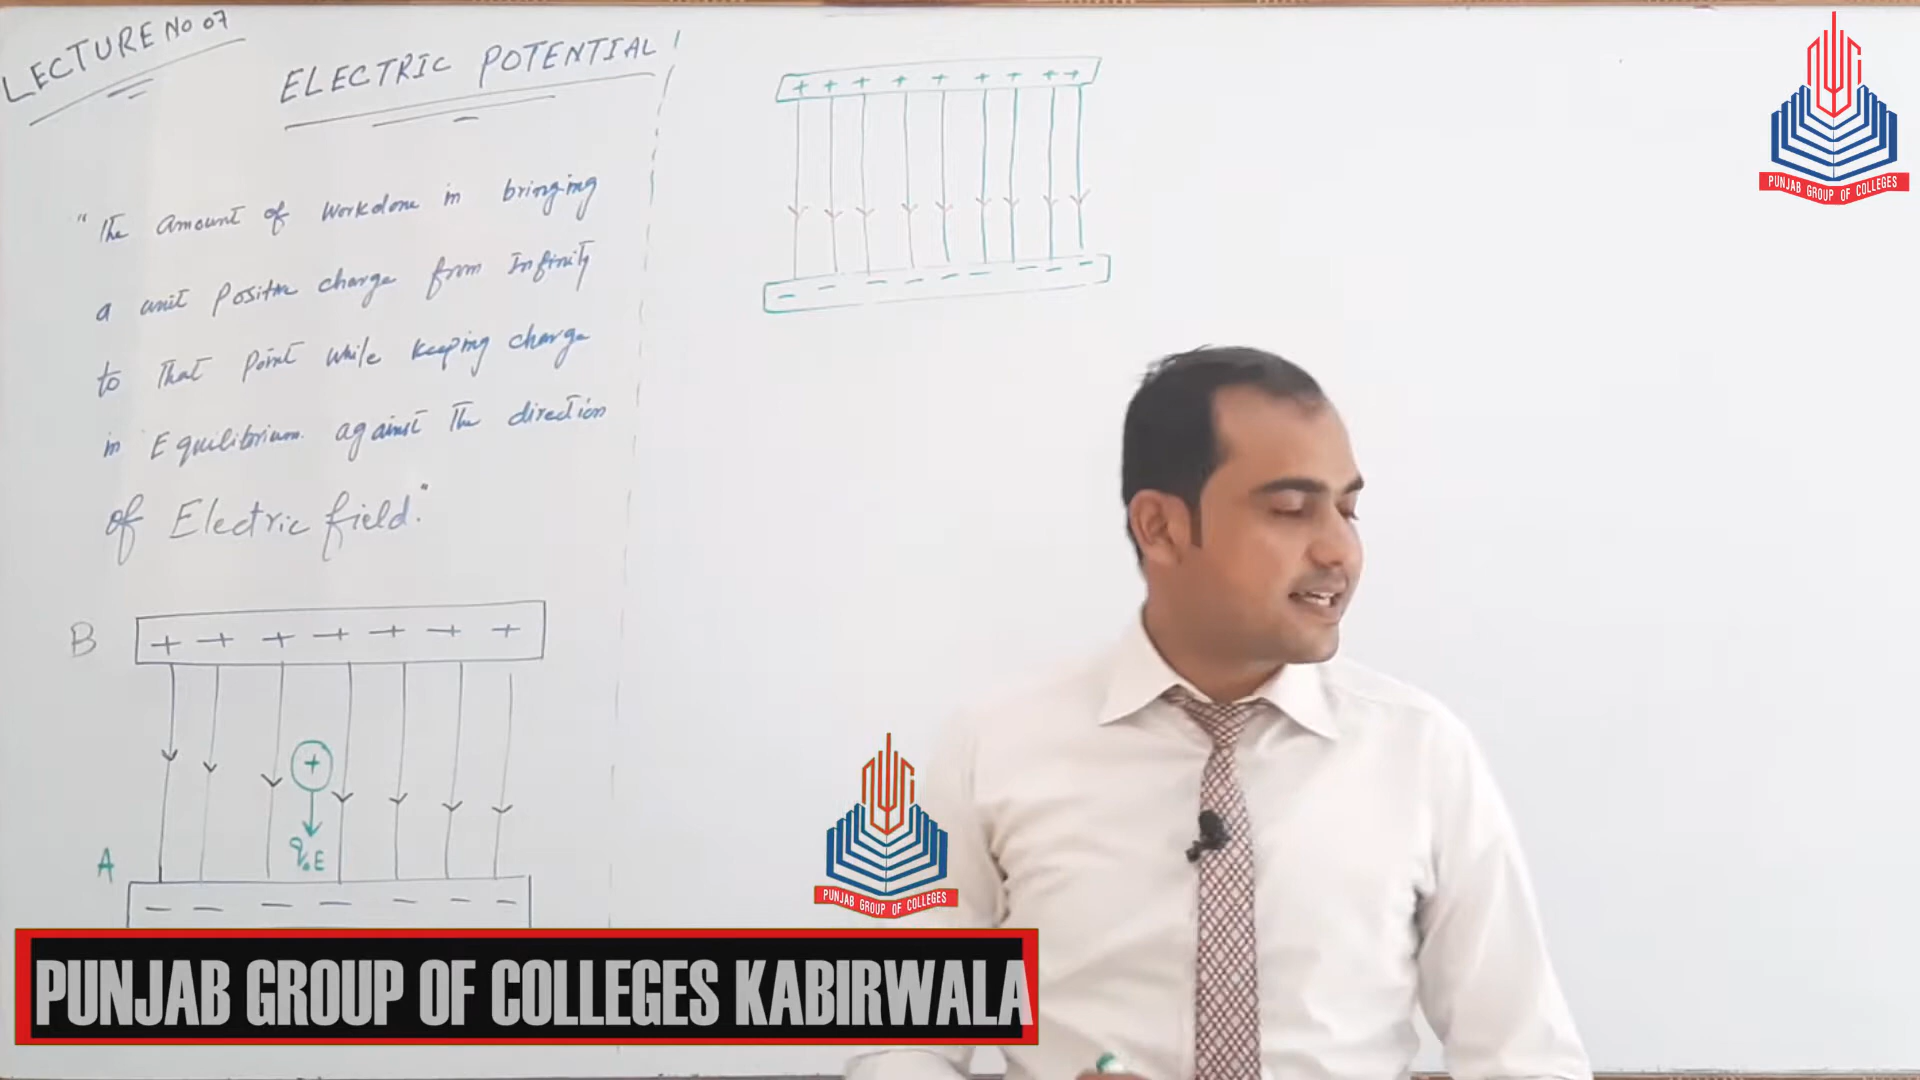 LECTURE No 07
ELECTRIC POTENTIAL
"The Amount of Workdone in bringing
a unit Positive charge from Infinity
to That Point while keeping charge
in Equilibrium against The direction
of Electric field."
+ + + + + + + + +
- - - - - - - - -
B
+ + + + + + +
+
q₀E
A
- - - - - - -
PUNJAB GROUP OF COLLEGES
PUNJAB GROUP OF COLLEGES
PUNJAB GROUP OF COLLEGES KABIRWALA